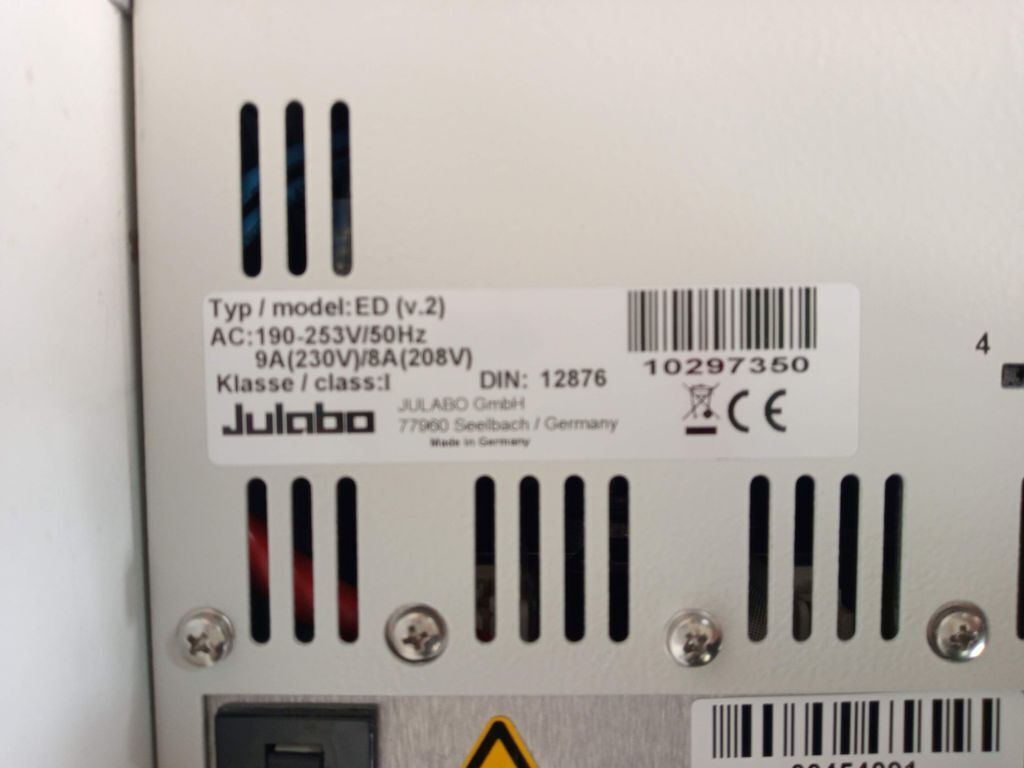 Typ / model:ED (v.2)
AC:190-253V/50Hz
9A(230V)/8A(208V)
Klasse / class:I
DIN: 12876
10297350
Julabo
JULABO GmbH
77960 Seelbach / Germany
Made in Germany
CE
4